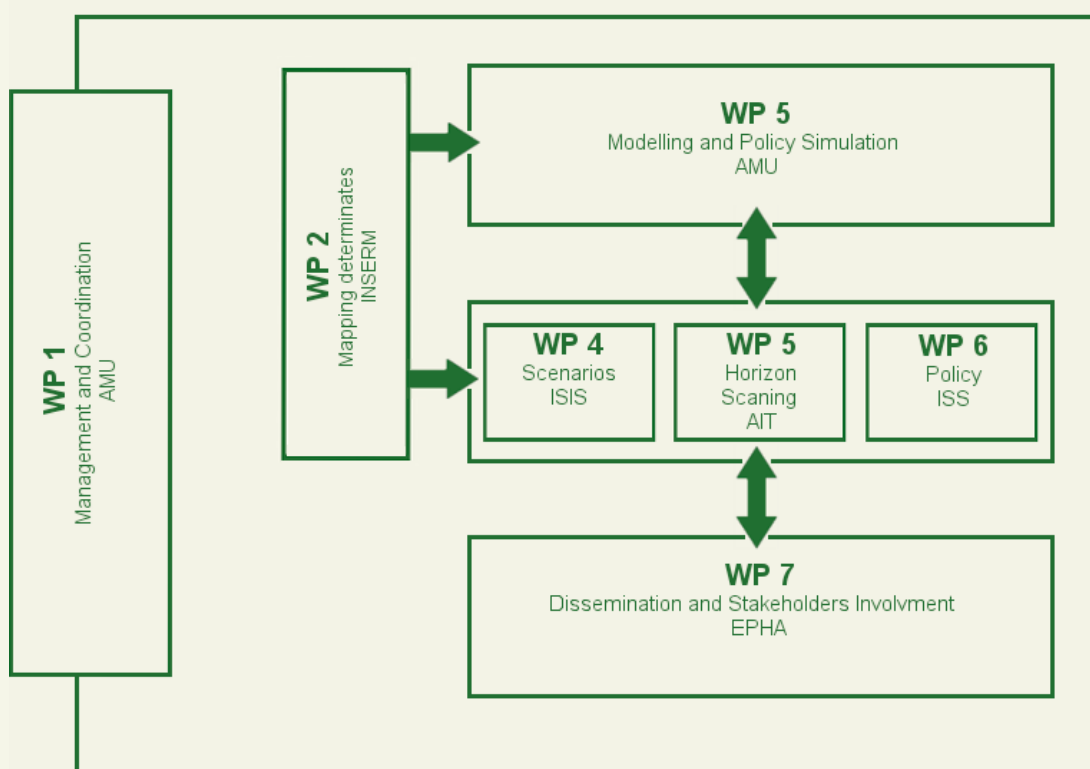 WP 1
Management and Coordination
AMU
WP 2
Mapping determinates
INSERM
WP 5
Modelling and Policy Simulation
AMU
WP 4
Scenarios
ISIS
WP 5
Horizon
Scaning
AIT
WP 6
Policy
ISS
WP 7
Dissemination and Stakeholders Involvment
EPHA